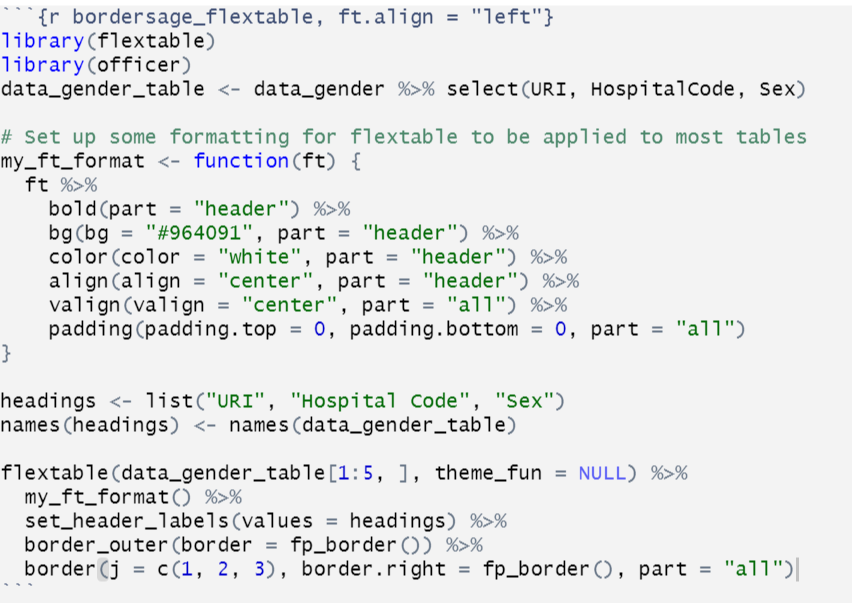 ```{r bordersage_flextable, ft.align = "left"}
library(flextable)
library(officer)
data_gender_table <- data_gender %>% select(URI, HospitalCode, Sex)

# Set up some formatting for flextable to be applied to most tables
my_ft_format <- function(ft) {
  ft %>%
    bold(part = "header") %>%
    bg(bg = "#964091", part = "header") %>%
    color(color = "white", part = "header") %>%
    align(align = "center", part = "header") %>%
    valign(valign = "center", part = "all") %>%
    padding(padding.top = 0, padding.bottom = 0, part = "all")
}

headings <- list("URI", "Hospital Code", "Sex")
names(headings) <- names(data_gender_table)

flextable(data_gender_table[1:5, ], theme_fun = NULL) %>%
  my_ft_format() %>%
  set_header_labels(values = headings) %>%
  border_outer(border = fp_border()) %>%
  border(j = c(1, 2, 3), border.right = fp_border(), part = "all")
```